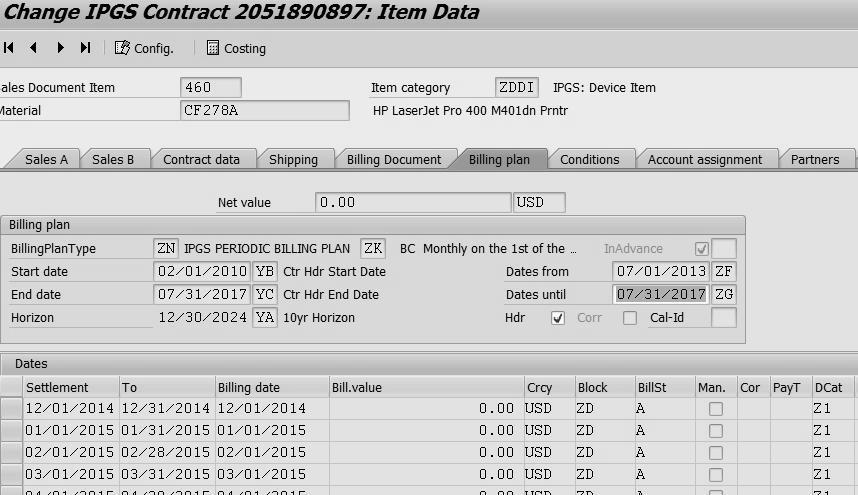 Change IPGS Contract 2051890897: Item Data
Config. Costing
ales Document Item 460 Item category ZDDI IPGS: Device Item
Material CF278A HP LaserJet Pro 400 M401dn Prntr
Sales A Sales B Contract data Shipping Billing Document Billing plan Conditions Account assignment Partners
Net value 0.00 USD
Billing plan
BillingPlanType ZN IPGS PERIODIC BILLING PLAN ZK BC Monthly on the 1st of the ... InAdvance
Start date 02/01/2010 YB Ctr Hdr Start Date Dates from 07/01/2013 ZF
End date 07/31/2017 YC Ctr Hdr End Date Dates until 07/31/2017 ZG
Horizon 12/30/2024 YA 10yr Horizon Hdr Corr Cal-Id
Dates
Settlement To Billing date Bill.value Crcy Block BillSt Man. Cor PayT DCat
12/01/2014 12/31/2014 12/01/2014 0.00 USD ZD A Z1
01/01/2015 01/31/2015 01/01/2015 0.00 USD ZD A Z1
02/01/2015 02/28/2015 02/01/2015 0.00 USD ZD A Z1
03/01/2015 03/31/2015 03/01/2015 0.00 USD ZD A Z1